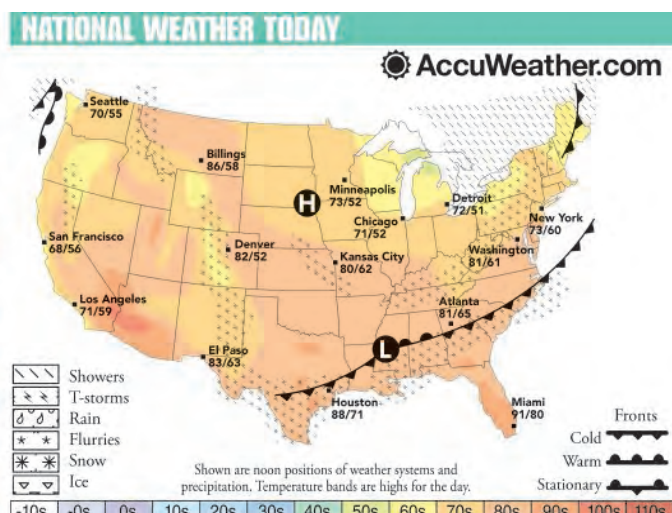 NATIONAL WEATHER TODAY
AccuWeather.com
Seattle
70/55
Billings
86/58
H
Minneapolis
73/52
Detroit
72/51
Chicago
71/52
New York
73/60
San Francisco
68/56
Denver
82/52
Kansas City
80/62
Washington
81/61
Los Angeles
71/59
Atlanta
81/65
El Paso
83/63
L
Houston
88/71
Miami
91/80
Showers
T-storms
Rain
Flurries
Snow
Ice
Shown are noon positions of weather systems and
precipitation. Temperature bands are highs for the day.
Fronts
Cold
Warm
Stationary
-10s -0s 0s 10s 20s 30s 40s 50s 60s 70s 80s 90s 100s 110s